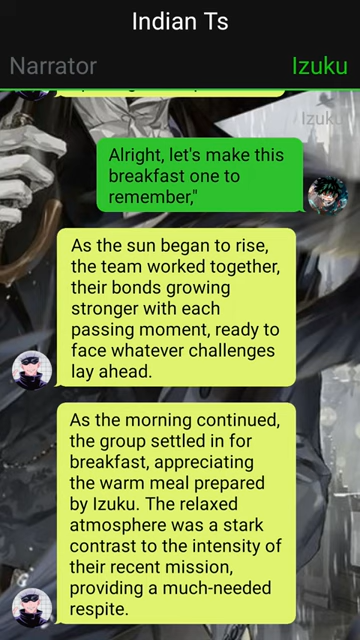 Indian Ts
Narrator
Izuku
Izuku
Alright, let's make this
breakfast one to
remember,"
As the sun began to rise,
the team worked together,
their bonds growing
stronger with each
passing moment, ready to
face whatever challenges
lay ahead.
As the morning continued,
the group settled in for
breakfast, appreciating
the warm meal prepared
by Izuku. The relaxed
atmosphere was a stark
contrast to the intensity of
their recent mission,
providing a much-needed
respite.